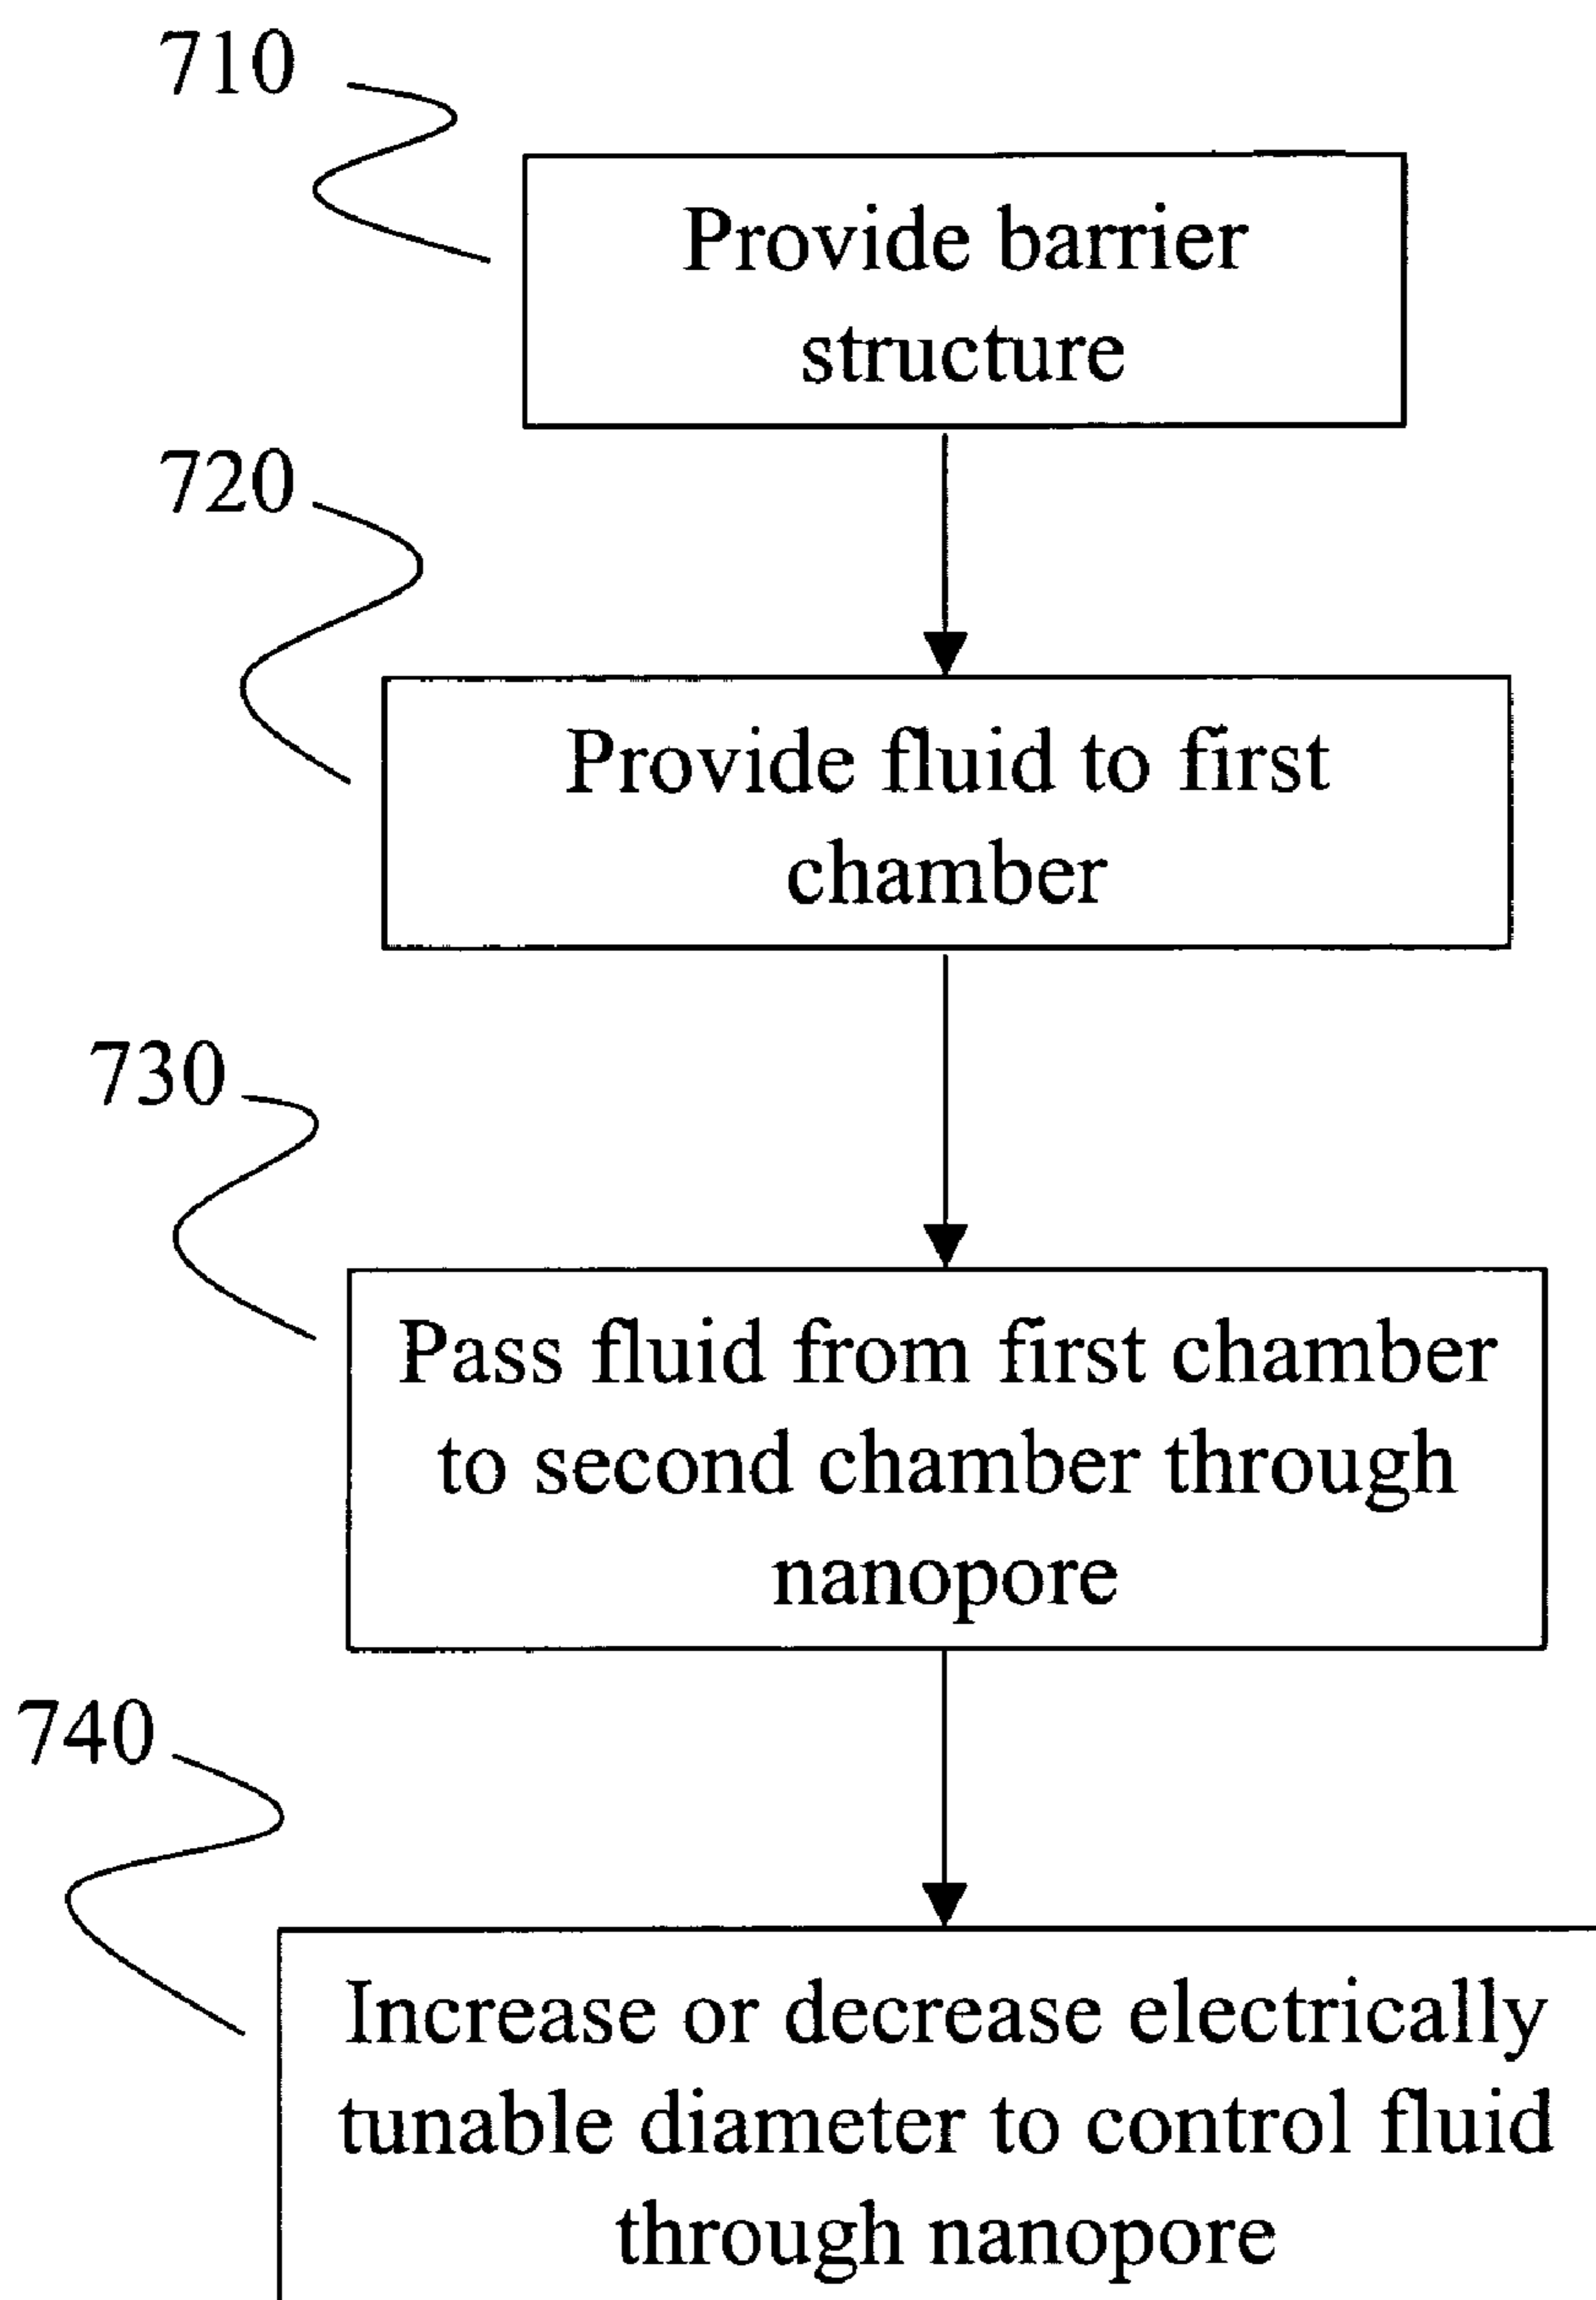 710
Provide barrier
structure
720
Provide fluid to first
chamber
730
Pass fluid from first chamber
to second chamber through
nanopore
740
Increase or decrease electrically
tunable diameter to control fluid
through nanopore